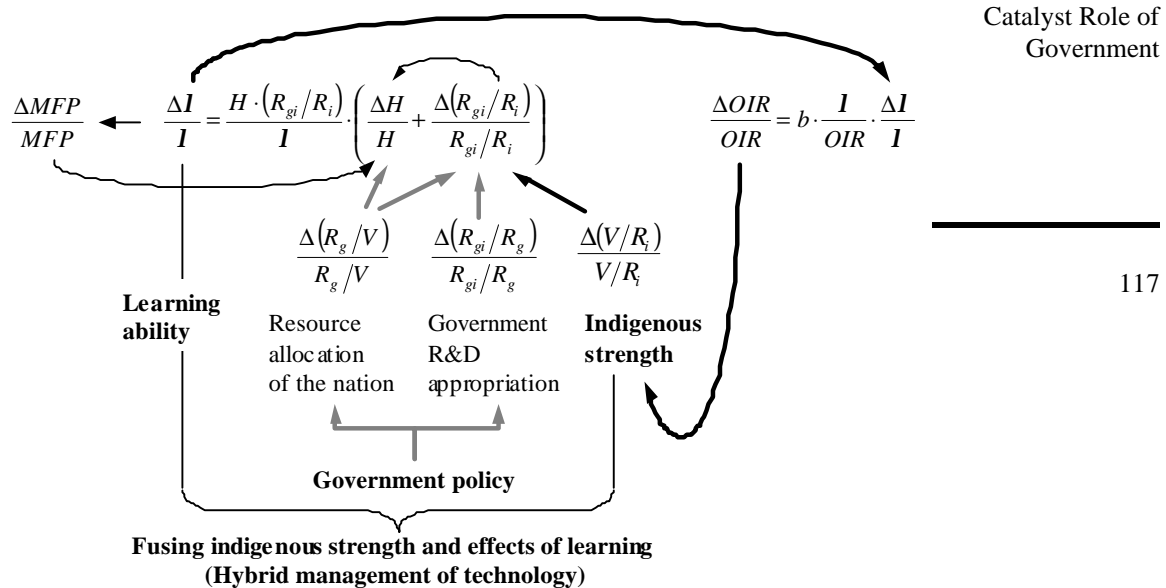 Catalyst Role of
Government
ΔMFP/MFP ← Δl/l = H · (R_gi/R_i)/l · (ΔH/H + Δ(R_gi/R_i)/(R_gi/R_i))
ΔOIR/OIR = b · l/OIR · Δl/l
Δ(R_g/V)/(R_g/V)
Δ(R_gi/R_g)/(R_gi/R_g)
Δ(V/R_i)/(V/R_i)
117
Learning
ability
Resource
allocation
of the nation
Government
R&D
appropriation
Indigenous
strength
Government policy
Fusing indigenous strength and effects of learning
(Hybrid management of technology)